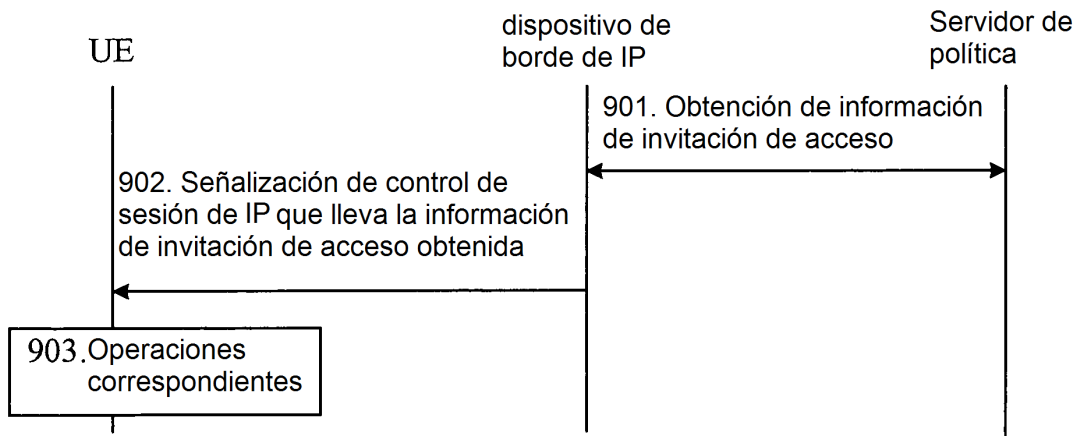 UE
dispositivo de
borde de IP
Servidor de
política
901. Obtención de información
de invitación de acceso
902. Señalización de control de
sesión de IP que lleva la información
de invitación de acceso obtenida
903.Operaciones
correspondientes